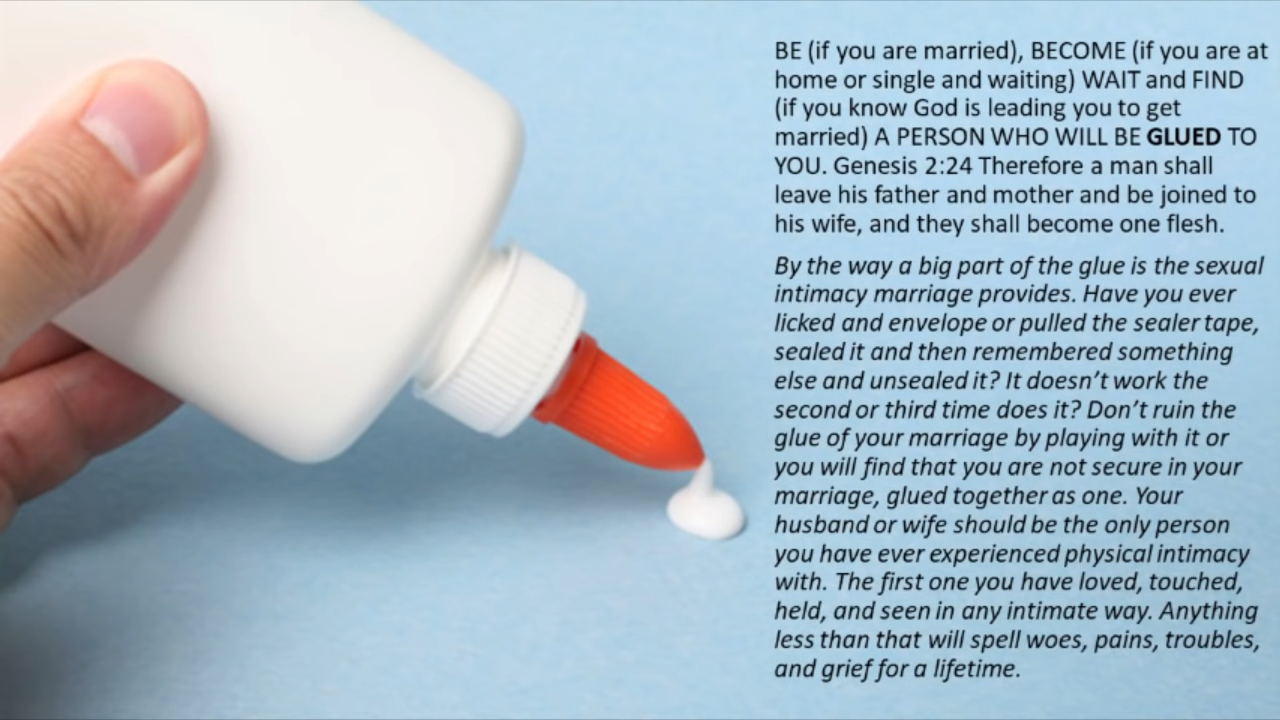 BE (if you are married), BECOME (if you are at
home or single and waiting) WAIT and FIND
(if you know God is leading you to get
married) A PERSON WHO WILL BE GLUED TO
YOU. Genesis 2:24 Therefore a man shall
leave his father and mother and be joined to
his wife, and they shall become one flesh.
By the way a big part of the glue is the sexual
intimacy marriage provides. Have you ever
licked and envelope or pulled the sealer tape,
sealed it and then remembered something
else and unsealed it? It doesn't work the
second or third time does it? Don't ruin the
glue of your marriage by playing with it or
you will find that you are not secure in your
marriage, glued together as one. Your
husband or wife should be the only person
you have ever experienced physical intimacy
with. The first one you have loved, touched,
held, and seen in any intimate way. Anything
less than that will spell woes, pains, troubles,
and grief for a lifetime.